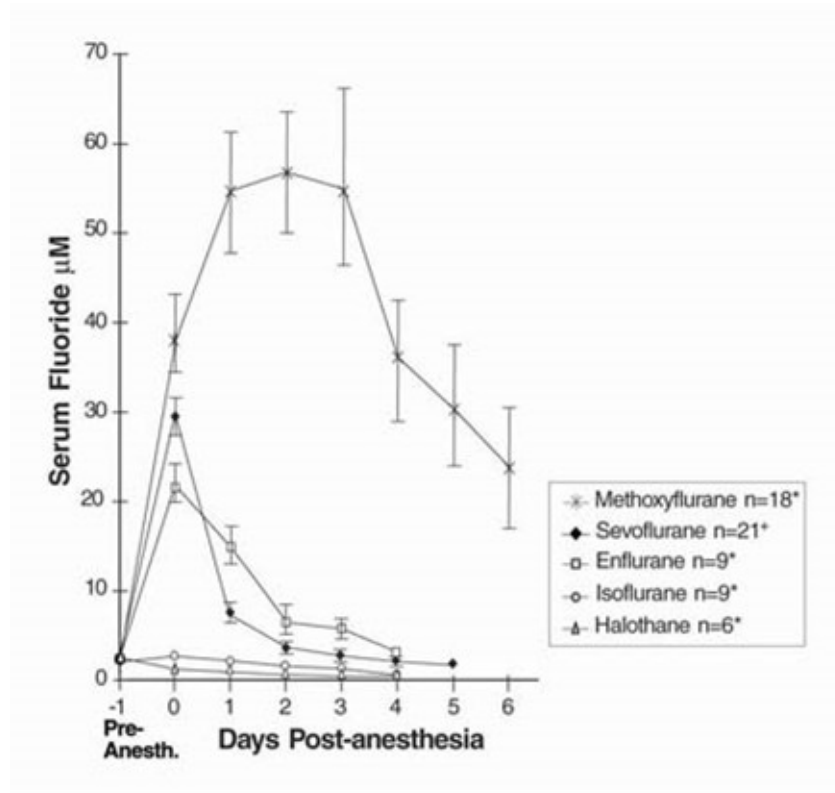 70
60
50
40
30
20
10
0
Serum Fluoride μM
-1 0 1 2 3 4 5 6
Pre-
Anesth.
Days Post-anesthesia
Methoxyflurane n=18*
Sevoflurane n=21+
Enflurane n=9*
Isoflurane n=9*
Halothane n=6*